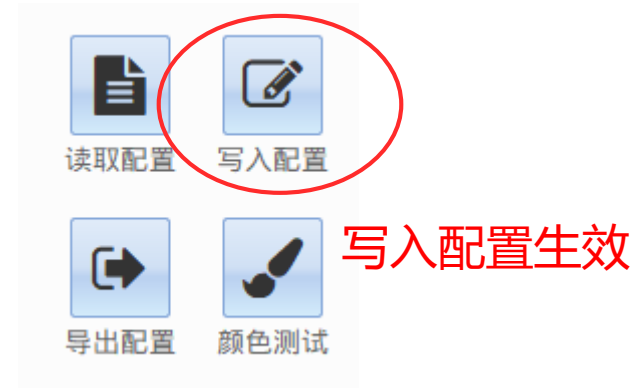 读取配置 写入配置
写入配置生效
导出配置 颜色测试